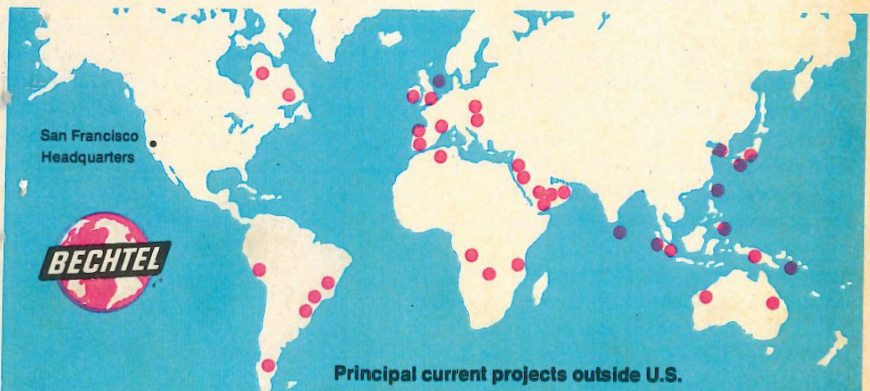 San Francisco
Headquarters
BECHTEL
Principal current projects outside U.S.